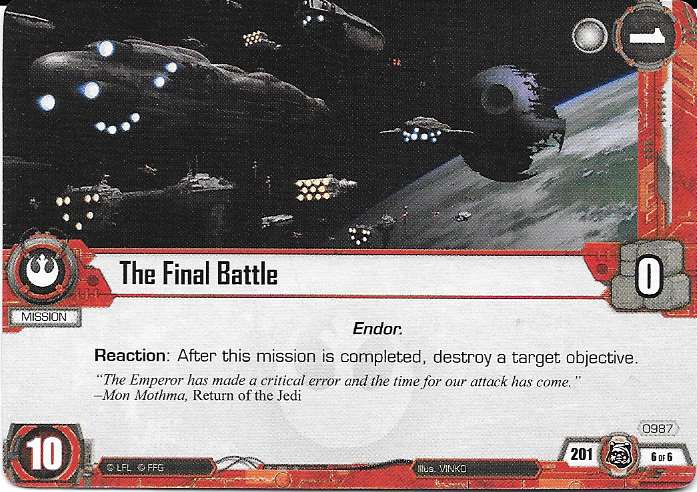 1
The Final Battle
0
MISSION
Endor.
Reaction: After this mission is completed, destroy a target objective.
“The Emperor has made a critical error and the time for our attack has come.”
–Mon Mothma, Return of the Jedi
10
0987
201
6 OF 6
© LFL © FFG
Illus. VINKO